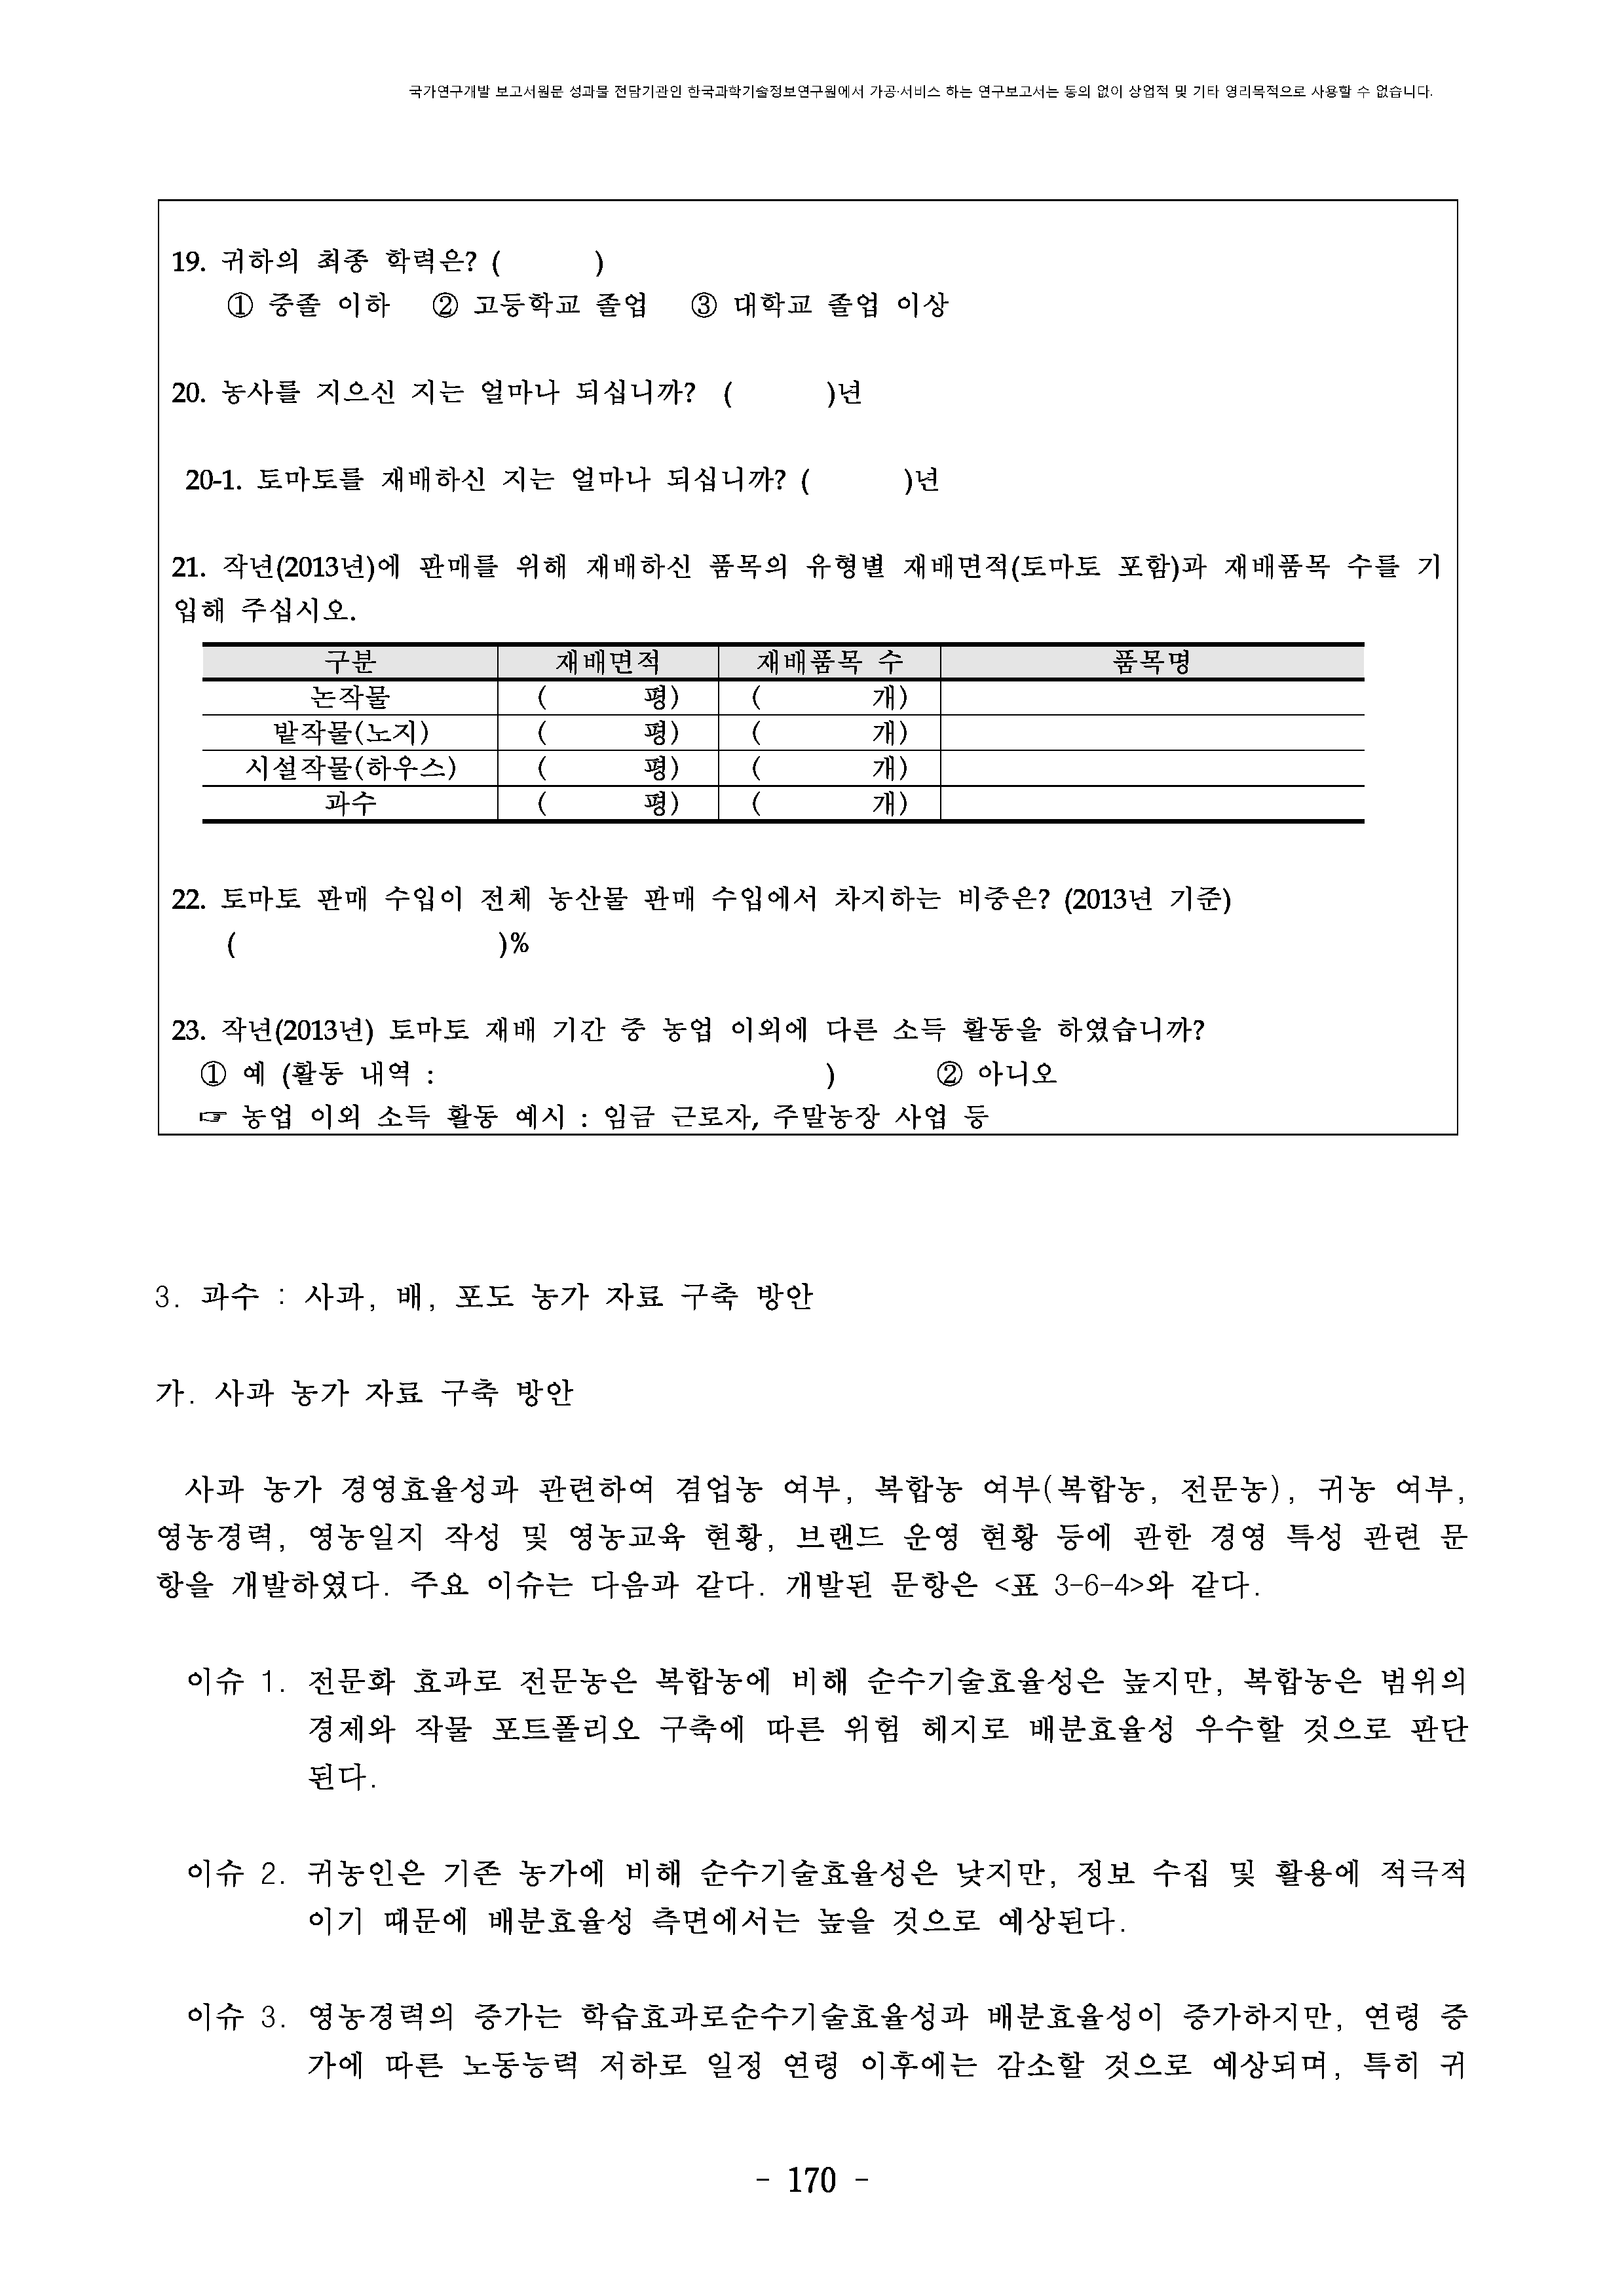 국가연구개발 보고서원문 성과물 전담기관인 한국과학기술정보연구원에서 가공·서비스 하는 연구보고서는 동의 없이 상업적 및 기타 영리목적으로 사용할 수 없습니다.
19. 귀하의 최종 학력은? (       )
① 중졸 이하   ② 고등학교 졸업   ③ 대학교 졸업 이상
20. 농사를 지으신 지는 얼마나 되십니까?  (       )년
20-1. 토마토를 재배하신 지는 얼마나 되십니까? (       )년
21. 작년(2013년)에 판매를 위해 재배하신 품목의 유형별 재배면적(토마토 포함)과 재배품목 수를 기
입해 주십시오.
구분 재배면적 재배품목 수 품목명
논작물 (       평) (       개)
밭작물(노지) (       평) (       개)
시설작물(하우스) (       평) (       개)
과수 (       평) (       개)
22. 토마토 판매 수입이 전체 농산물 판매 수입에서 차지하는 비중은? (2013년 기준)
(                    )%
23. 작년(2013년) 토마토 재배 기간 중 농업 이외에 다른 소득 활동을 하였습니까?
① 예 (활동 내역 :                              )       ② 아니오
☞ 농업 이외 소득 활동 예시 : 임금 근로자, 주말농장 사업 등
3. 과수 : 사과, 배, 포도 농가 자료 구축 방안
가. 사과 농가 자료 구축 방안
사과 농가 경영효율성과 관련하여 겸업농 여부, 복합농 여부(복합농, 전문농), 귀농 여부,
영농경력, 영농일지 작성 및 영농교육 현황, 브랜드 운영 현황 등에 관한 경영 특성 관련 문
항을 개발하였다. 주요 이슈는 다음과 같다. 개발된 문항은 <표 3-6-4>와 같다.
이슈 1. 전문화 효과로 전문농은 복합농에 비해 순수기술효율성은 높지만, 복합농은 범위의
경제와 작물 포트폴리오 구축에 따른 위험 헤지로 배분효율성 우수할 것으로 판단
된다.
이슈 2. 귀농인은 기존 농가에 비해 순수기술효율성은 낮지만, 정보 수집 및 활용에 적극적
이기 때문에 배분효율성 측면에서는 높을 것으로 예상된다.
이슈 3. 영농경력의 증가는 학습효과로순수기술효율성과 배분효율성이 증가하지만, 연령 증
가에 따른 노동능력 저하로 일정 연령 이후에는 감소할 것으로 예상되며, 특히 귀
- 170 -